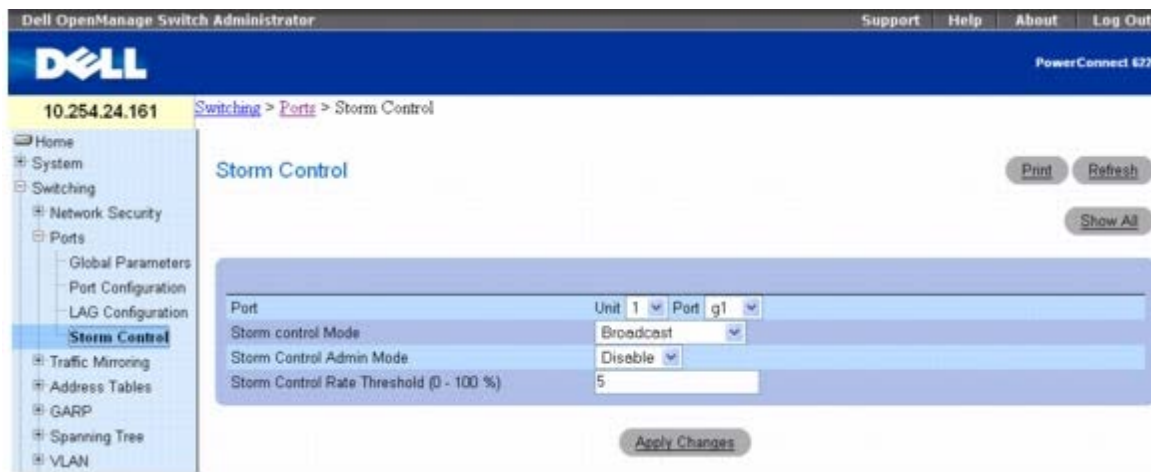 Dell OpenManage Switch Administrator Support Help About Log Out
DELL
PowerConnect 622
10.254.24.161
Switching > Ports > Storm Control
Home
System
Switching
Network Security
Ports
Global Parameters
Port Configuration
LAG Configuration
Storm Control
Traffic Mirroring
Address Tables
GARP
Spanning Tree
VLAN
Storm Control
Print Refresh
Show All
Port Unit 1 Port g1
Storm control Mode Broadcast
Storm Control Admin Mode Disable
Storm Control Rate Threshold (0 - 100 %) 5
Apply Changes